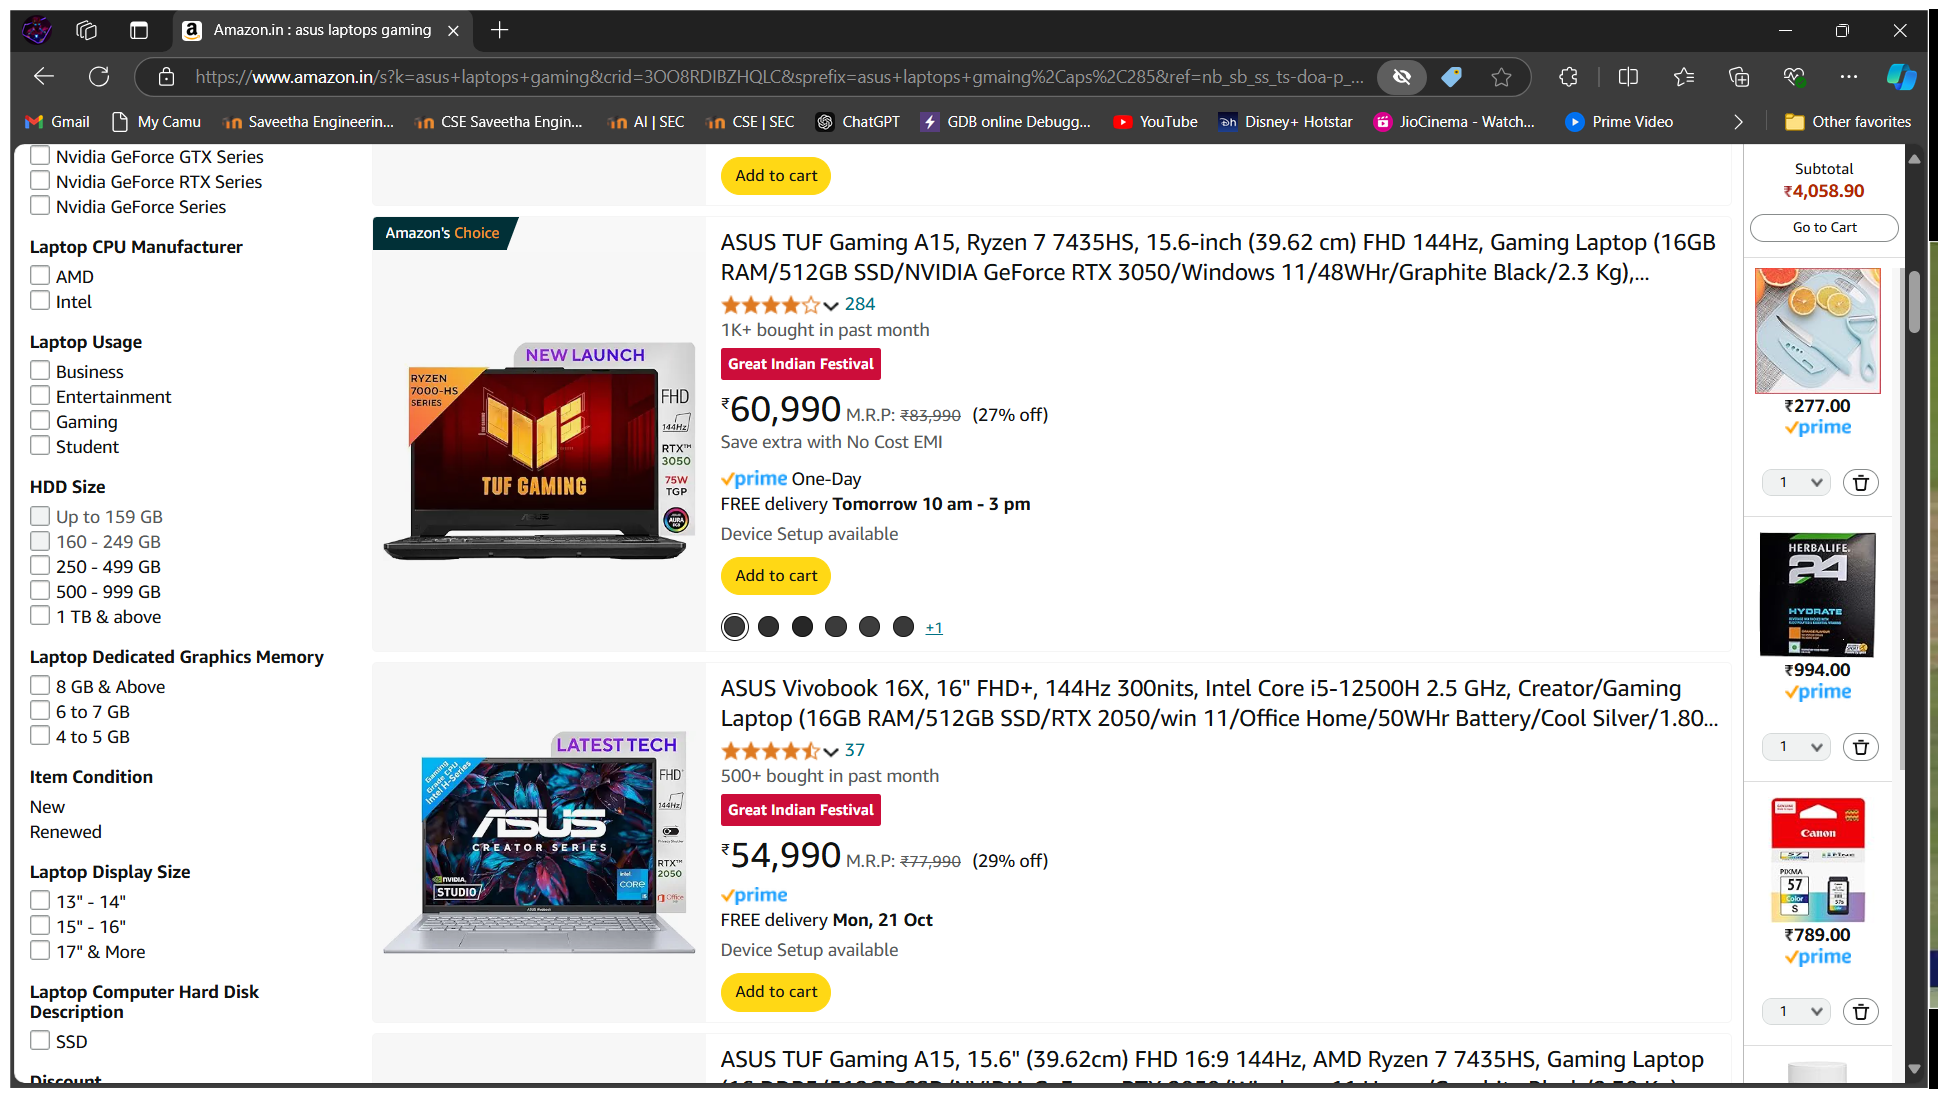 Amazon.in : asus laptops gaming
https://www.amazon.in/s?k=asus+laptops+gaming&crid=3OO8RDIBZHQLC&sprefix=asus+laptops+gmaing%2Caps%2C285&ref=nb_sb_ss_ts-doa-p_...
Gmail
My Camu
Saveetha Engineerin...
CSE Saveetha Engin...
AI | SEC
CSE | SEC
ChatGPT
GDB online Debugg...
YouTube
Disney+ Hotstar
JioCinema - Watch...
Prime Video
Other favorites
Nvidia GeForce GTX Series
Nvidia GeForce RTX Series
Nvidia GeForce Series
Laptop CPU Manufacturer
AMD
Intel
Laptop Usage
Business
Entertainment
Gaming
Student
HDD Size
Up to 159 GB
160 - 249 GB
250 - 499 GB
500 - 999 GB
1 TB & above
Laptop Dedicated Graphics Memory
8 GB & Above
6 to 7 GB
4 to 5 GB
Item Condition
New
Renewed
Laptop Display Size
13" - 14"
15" - 16"
17" & More
Laptop Computer Hard Disk
Description
SSD
Discount
Add to cart
Amazon's Choice
NEW LAUNCH
RYZEN
7000-HS
SERIES
FHD
144Hz
RTX™
3050
75W
TGP
AURA
TUF GAMING
ASUS TUF Gaming A15, Ryzen 7 7435HS, 15.6-inch (39.62 cm) FHD 144Hz, Gaming Laptop (16GB
RAM/512GB SSD/NVIDIA GeForce RTX 3050/Windows 11/48WHr/Graphite Black/2.3 Kg),...
284
1K+ bought in past month
Great Indian Festival
₹60,990 M.R.P: ₹83,990 (27% off)
Save extra with No Cost EMI
prime One-Day
FREE delivery Tomorrow 10 am - 3 pm
Device Setup available
Add to cart
+1
LATEST TECH
Gaming
Grade CPU
Intel H-Series
FHD+
144Hz
RTX™
2050
Office
ASUS
CREATOR SERIES
NVIDIA.
STUDIO
intel
CORE
ASUS Vivobook 16X, 16" FHD+, 144Hz 300nits, Intel Core i5-12500H 2.5 GHz, Creator/Gaming
Laptop (16GB RAM/512GB SSD/RTX 2050/win 11/Office Home/50WHr Battery/Cool Silver/1.80...
37
500+ bought in past month
Great Indian Festival
₹54,990 M.R.P: ₹77,990 (29% off)
prime
FREE delivery Mon, 21 Oct
Device Setup available
Add to cart
ASUS TUF Gaming A15, 15.6" (39.62cm) FHD 16:9 144Hz, AMD Ryzen 7 7435HS, Gaming Laptop
Subtotal
₹4,058.90
Go to Cart
₹277.00
prime
1
HERBALIFE.
24
HYDRATE
₹994.00
prime
1
Canon
57
PIXMA
57
Color
S
₹789.00
prime
1